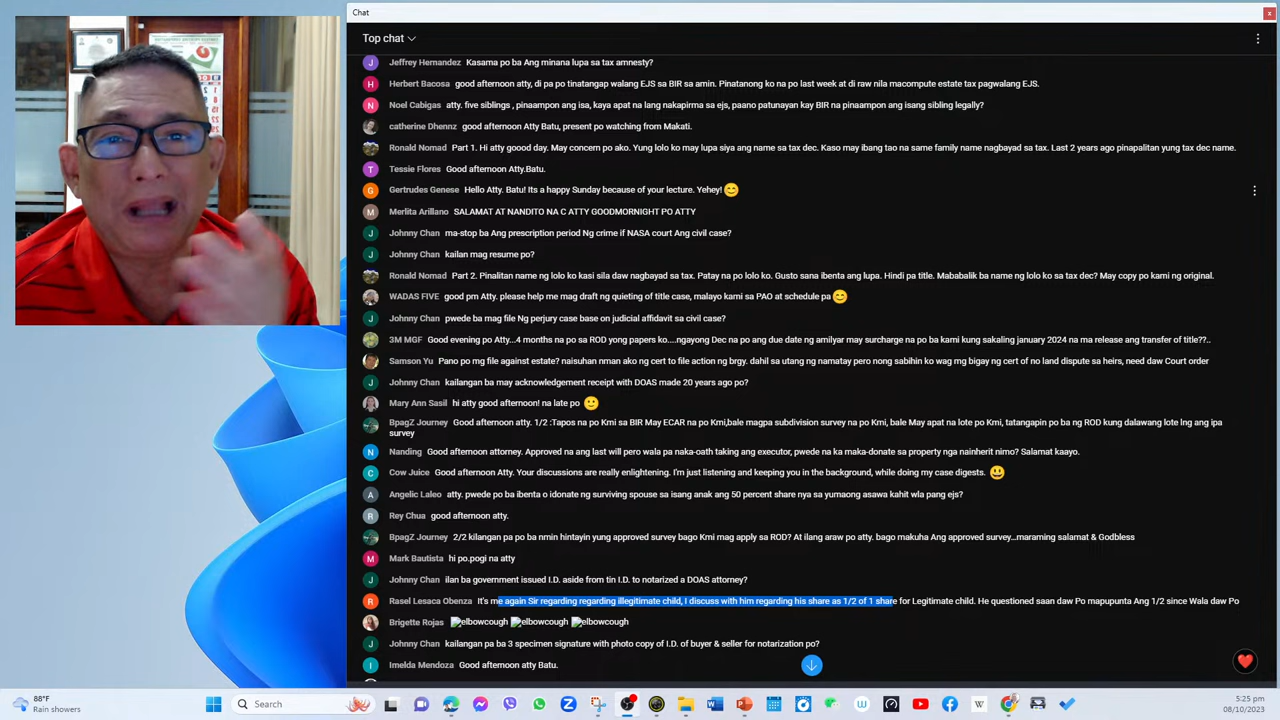 Chat
Top chat
Jeffrey Hernandez Kasama po ba Ang minana lupa sa tax amnesty?
Herbert Bacosa good afternoon atty, di pa po tinatangap walang EJS sa BIR sa amin. Pinatanong ko na po last week at di raw nila macompute estate tax pagwalang EJS.
Noel Cabigas atty. five siblings , pinaampon ang isa, kaya apat na lang nakapirma sa ejs, paano patunayan kay BIR na pinaampon ang isang sibling legally?
catherine Dhennz good afternoon Atty Batu, present po watching from Makati.
Ronald Nomad Part 1. Hi atty goood day. May concern po ako. Yung lolo ko may lupa siya ang name sa tax dec. Kaso may ibang tao na same family name nagbayad sa tax. Last 2 years ago pinapalitan yung tax dec name.
Tessie Flores Good afternoon Atty.Batu.
Gertrudes Genese Hello Atty. Batu! Its a happy Sunday because of your lecture. Yehey! 😊
Merlita Arillano SALAMAT AT NANDITO NA C ATTY GOODMORNIGHT PO ATTY
Johnny Chan ma-stop ba Ang prescription period Ng crime if NASA court Ang civil case?
Johnny Chan kailan mag resume po?
Ronald Nomad Part 2. Pinalitan name ng lolo ko kasi sila daw nagbayad sa tax. Patay na po lolo ko. Gusto sana ibenta ang lupa. Hindi pa title. Mababalik ba name ng lolo ko sa tax dec? May copy po kami ng original.
WADAS FIVE good pm Atty. please help me mag draft ng quieting of title case, malayo kami sa PAO at schedule pa 😊
Johnny Chan pwede ba mag file Ng perjury case base on judicial affidavit sa civil case?
3M MGF Good evening po Atty...4 months na po sa ROD yong papers ko....ngayong Dec na po ang due date ng amilyar may surcharge na po ba kami kung sakaling january 2024 na ma release ang transfer of title??..
Samson Yu Pano po mg file against estate? naisuhan nman ako ng cert to file action ng brgy. dahil sa utang ng namatay pero nong sabihin ko wag mg bigay ng cert of no land dispute sa heirs, need daw Court order
Johnny Chan kailangan ba may acknowledgement receipt with DOAS made 20 years ago po?
Mary Ann Sasil hi atty good afternoon! na late po 🙂
BpagZ Journey Good afternoon atty. 1/2 :Tapos na po Kmi sa BIR May ECAR na po Kmi,bale magpa subdivision survey na po Kmi, bale May apat na lote po Kmi, tatangapin po ba ng ROD kung dalawang lote lng ang ipa
survey
Nanding Good afternoon attorney. Approved na ang last will pero wala pa naka-oath taking ang executor, pwede na ka maka-donate sa property nga nainherit nimo? Salamat kaayo.
Cow Juice Good afternoon Atty. Your discussions are really enlightening. I'm just listening and keeping you in the background, while doing my case digests. 😃
Angelic Laleo atty. pwede po ba ibenta o idonate ng surviving spouse sa isang anak ang 50 percent share nya sa yumaong asawa kahit wla pang ejs?
Rey Chua good afternoon atty.
BpagZ Journey 2/2 kilangan pa po ba nmin hintayin yung approved survey bago Kmi mag apply sa ROD? At ilang araw po atty. bago makuha Ang approved survey...maraming salamat & Godbless
Mark Bautista hi po.pogi na atty
Johnny Chan ilan ba government issued I.D. aside from tin I.D. to notarized a DOAS attorney?
Rasel Lesaca Obenza It's me again Sir regarding regarding illegitimate child, I discuss with him regarding his share as 1/2 of 1 share for Legitimate child. He questioned saan daw Po mapupunta Ang 1/2 since Wala daw Po
Brigette Rojas elbowcough elbowcough elbowcough
Johnny Chan kailangan pa ba 3 specimen signature with photo copy of I.D. of buyer & seller for notarization po?
Imelda Mendoza Good afternoon atty Batu.
88°F
Rain showers
Search
5:25 pm
08/10/2023